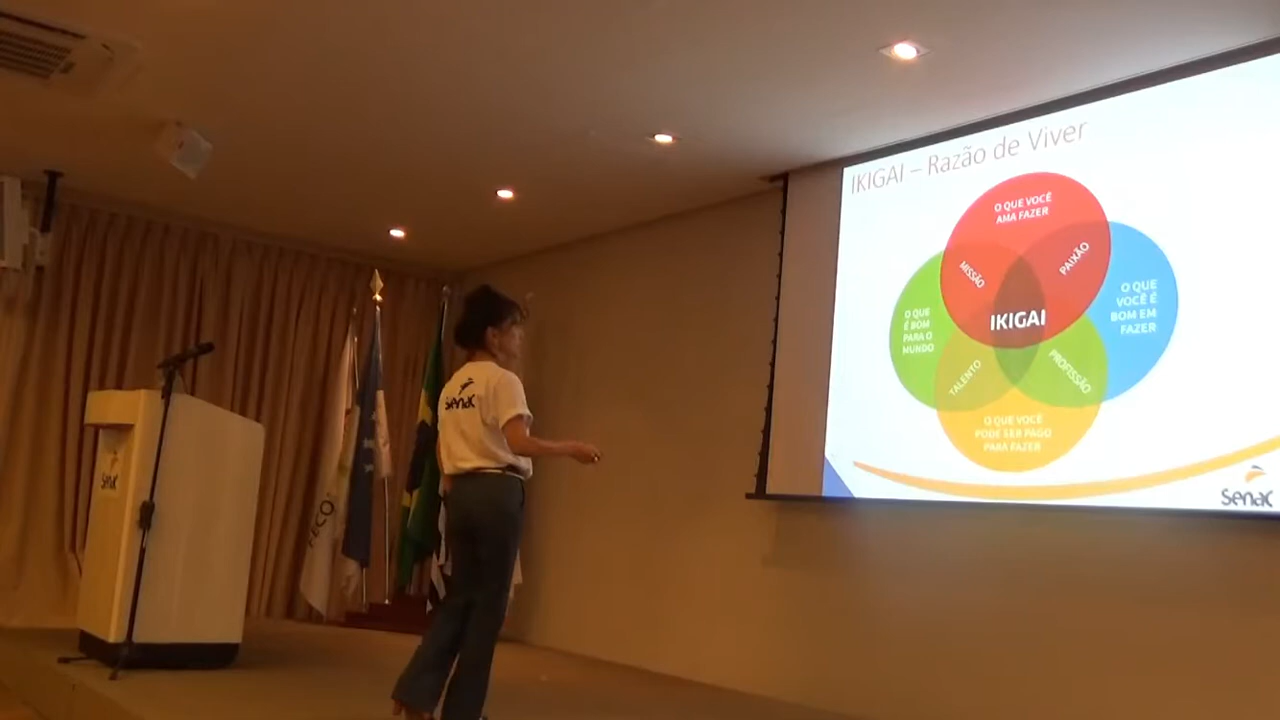 IKIGAI – Razão de Viver
O QUE VOCÊ
AMA FAZER
MISSÃO
PAIXÃO
O QUE
É BOM
PARA O
MUNDO
IKIGAI
O QUE
VOCÊ É
BOM EM
FAZER
TALENTO
PROFISSÃO
O QUE VOCÊ
PODE SER PAGO
PARA FAZER
Senac
Senac
Senac
FECO